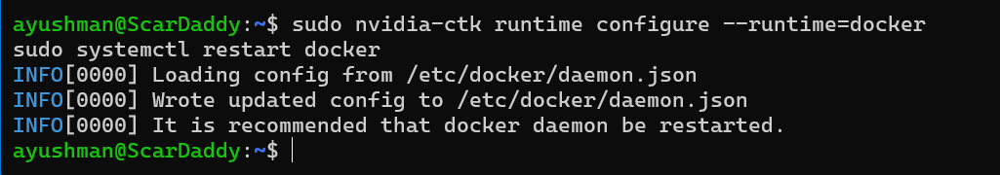 ayushman@ScarDaddy:~$ sudo nvidia-ctk runtime configure --runtime=docker
sudo systemctl restart docker
INFO[0000] Loading config from /etc/docker/daemon.json
INFO[0000] Wrote updated config to /etc/docker/daemon.json
INFO[0000] It is recommended that docker daemon be restarted.
ayushman@ScarDaddy:~$